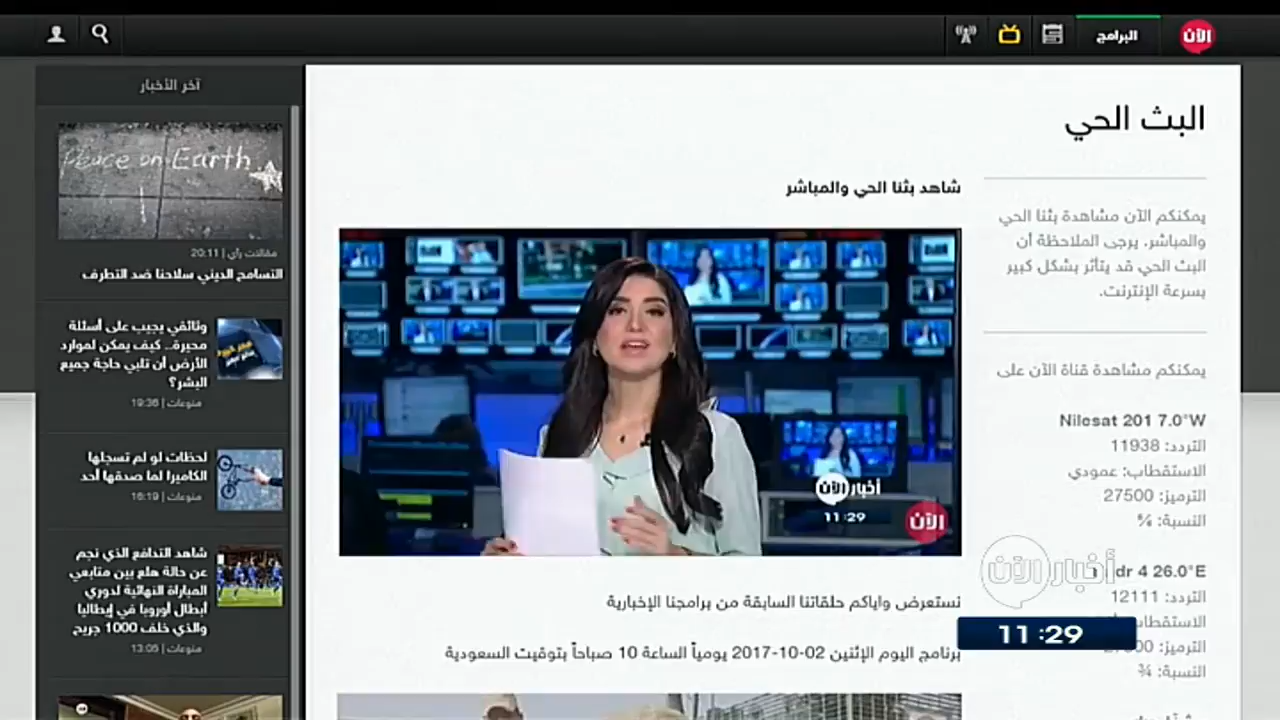 البرامج
الآن
البث الحي
يمكنكم الآن مشاهدة بثنا الحي
والمباشر. يرجى الملاحظة أن
البث الحي قد يتأثر بشكل كبير
بسرعة الإنترنت.
يمكنكم مشاهدة قناة الآن على
Nilesat 201 7.0°W
التردد: 11938
الاستقطاب: عمودي
الترميز: 27500
النسبة: ¾
dr 4 26.0°E
التردد: 12111
الاستقطاب
الترميز:
النسبة: ¾
شاهد بثنا الحي والمباشر
أخبار الآن
11:29
الآن
نستعرض واياكم حلقاتنا السابقة من برامجنا الإخبارية
برنامج اليوم الإثنين 02-10-2017 يومياً الساعة 10 صباحاً بتوقيت السعودية
أخبار الآن
11:29
آخر الأخبار
Peace on Earth
مقالات رأي | 20:11
التسامح الديني سلاحنا ضد التطرف
وثائقي يجيب على أسئلة
محيرة.. كيف يمكن لموارد
الأرض أن تلبي حاجة جميع
البشر؟
منوعات | 19:36
لحظات لو لم تسجلها
الكاميرا لما صدقها أحد
منوعات | 16:19
شاهد التدافع الذي نجم
عن حالة هلع بين متابعي
المباراة النهائية لدوري
أبطال أوروبا في إيطاليا
والذي خلف 1000 جريح
منوعات | 13:05